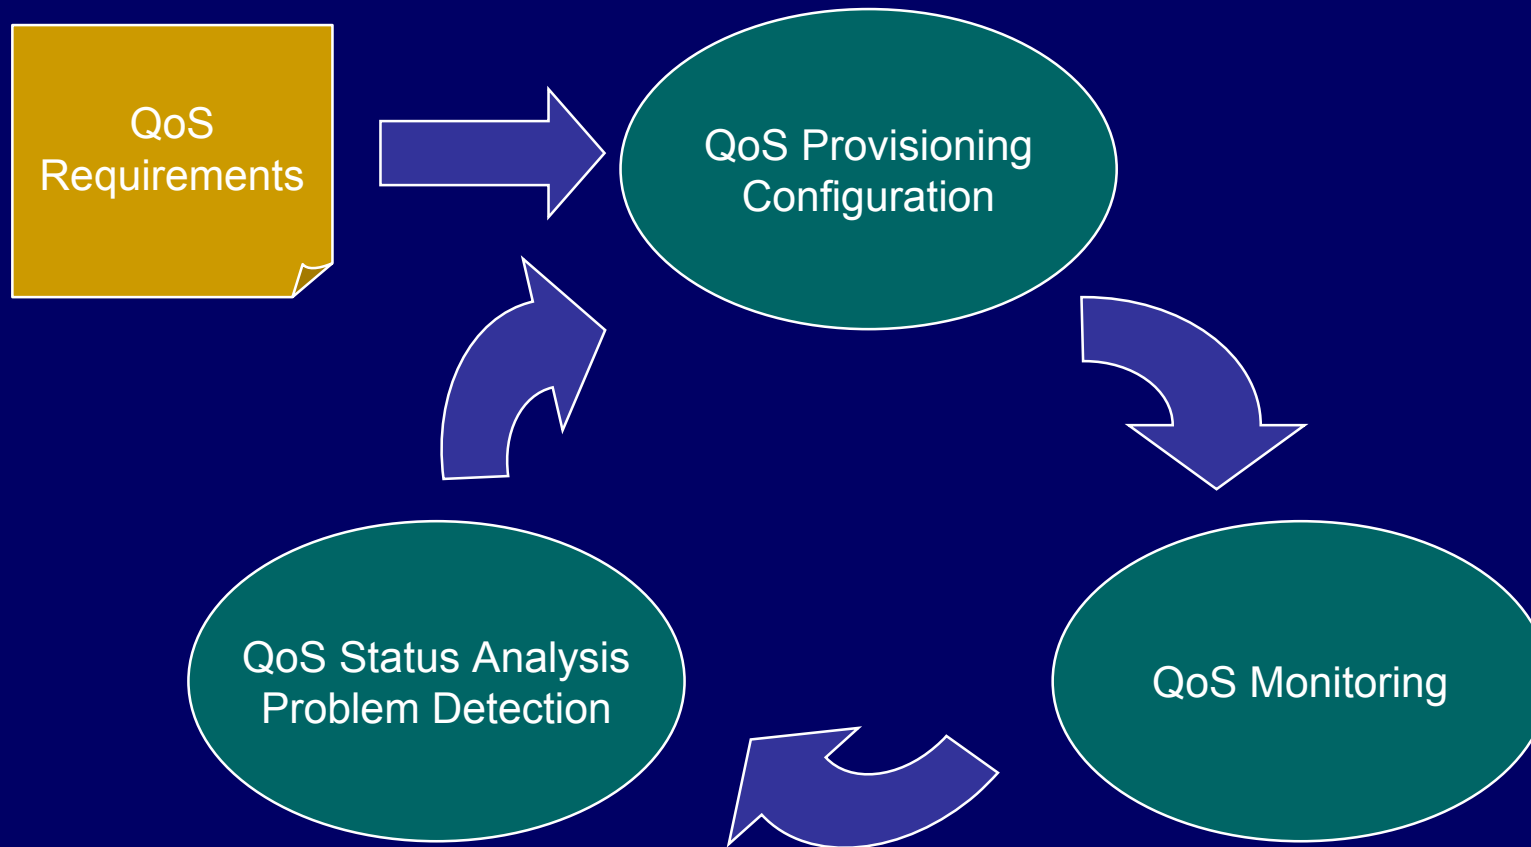 QoS
Requirements
QoS Provisioning
Configuration
QoS Status Analysis
Problem Detection
QoS Monitoring